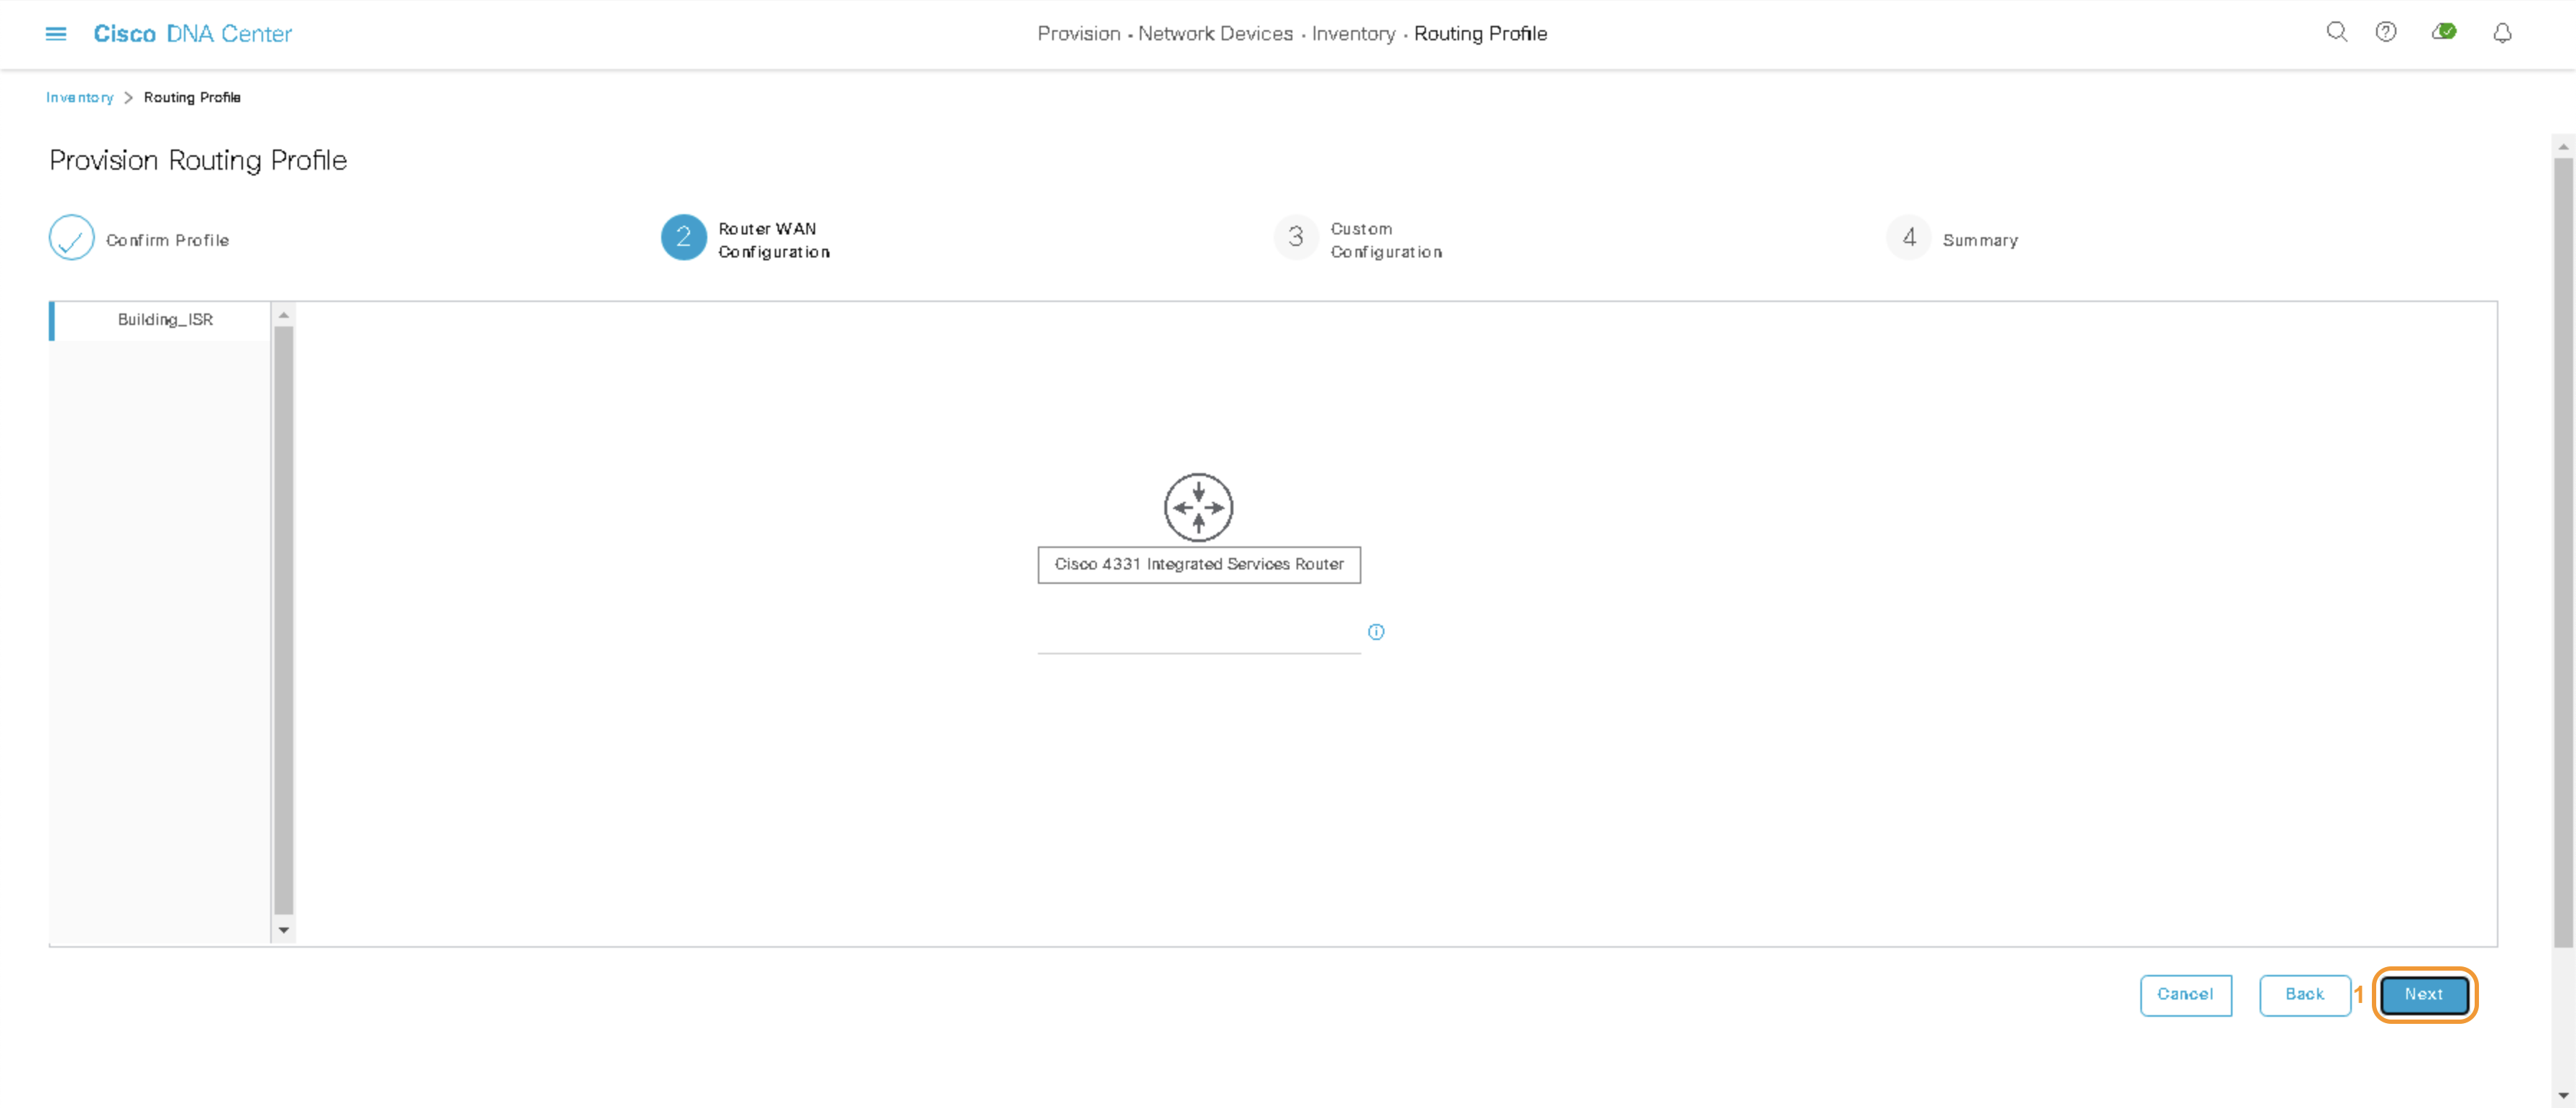 Cisco DNA Center
Provision • Network Devices • Inventory • Routing Profile
Inventory > Routing Profile
Provision Routing Profile
Confirm Profile
2 Router WAN
Configuration
3 Custom
Configuration
4 Summary
Building_ISR
Cisco 4331 Integrated Services Router
Cancel
Back
1
Next